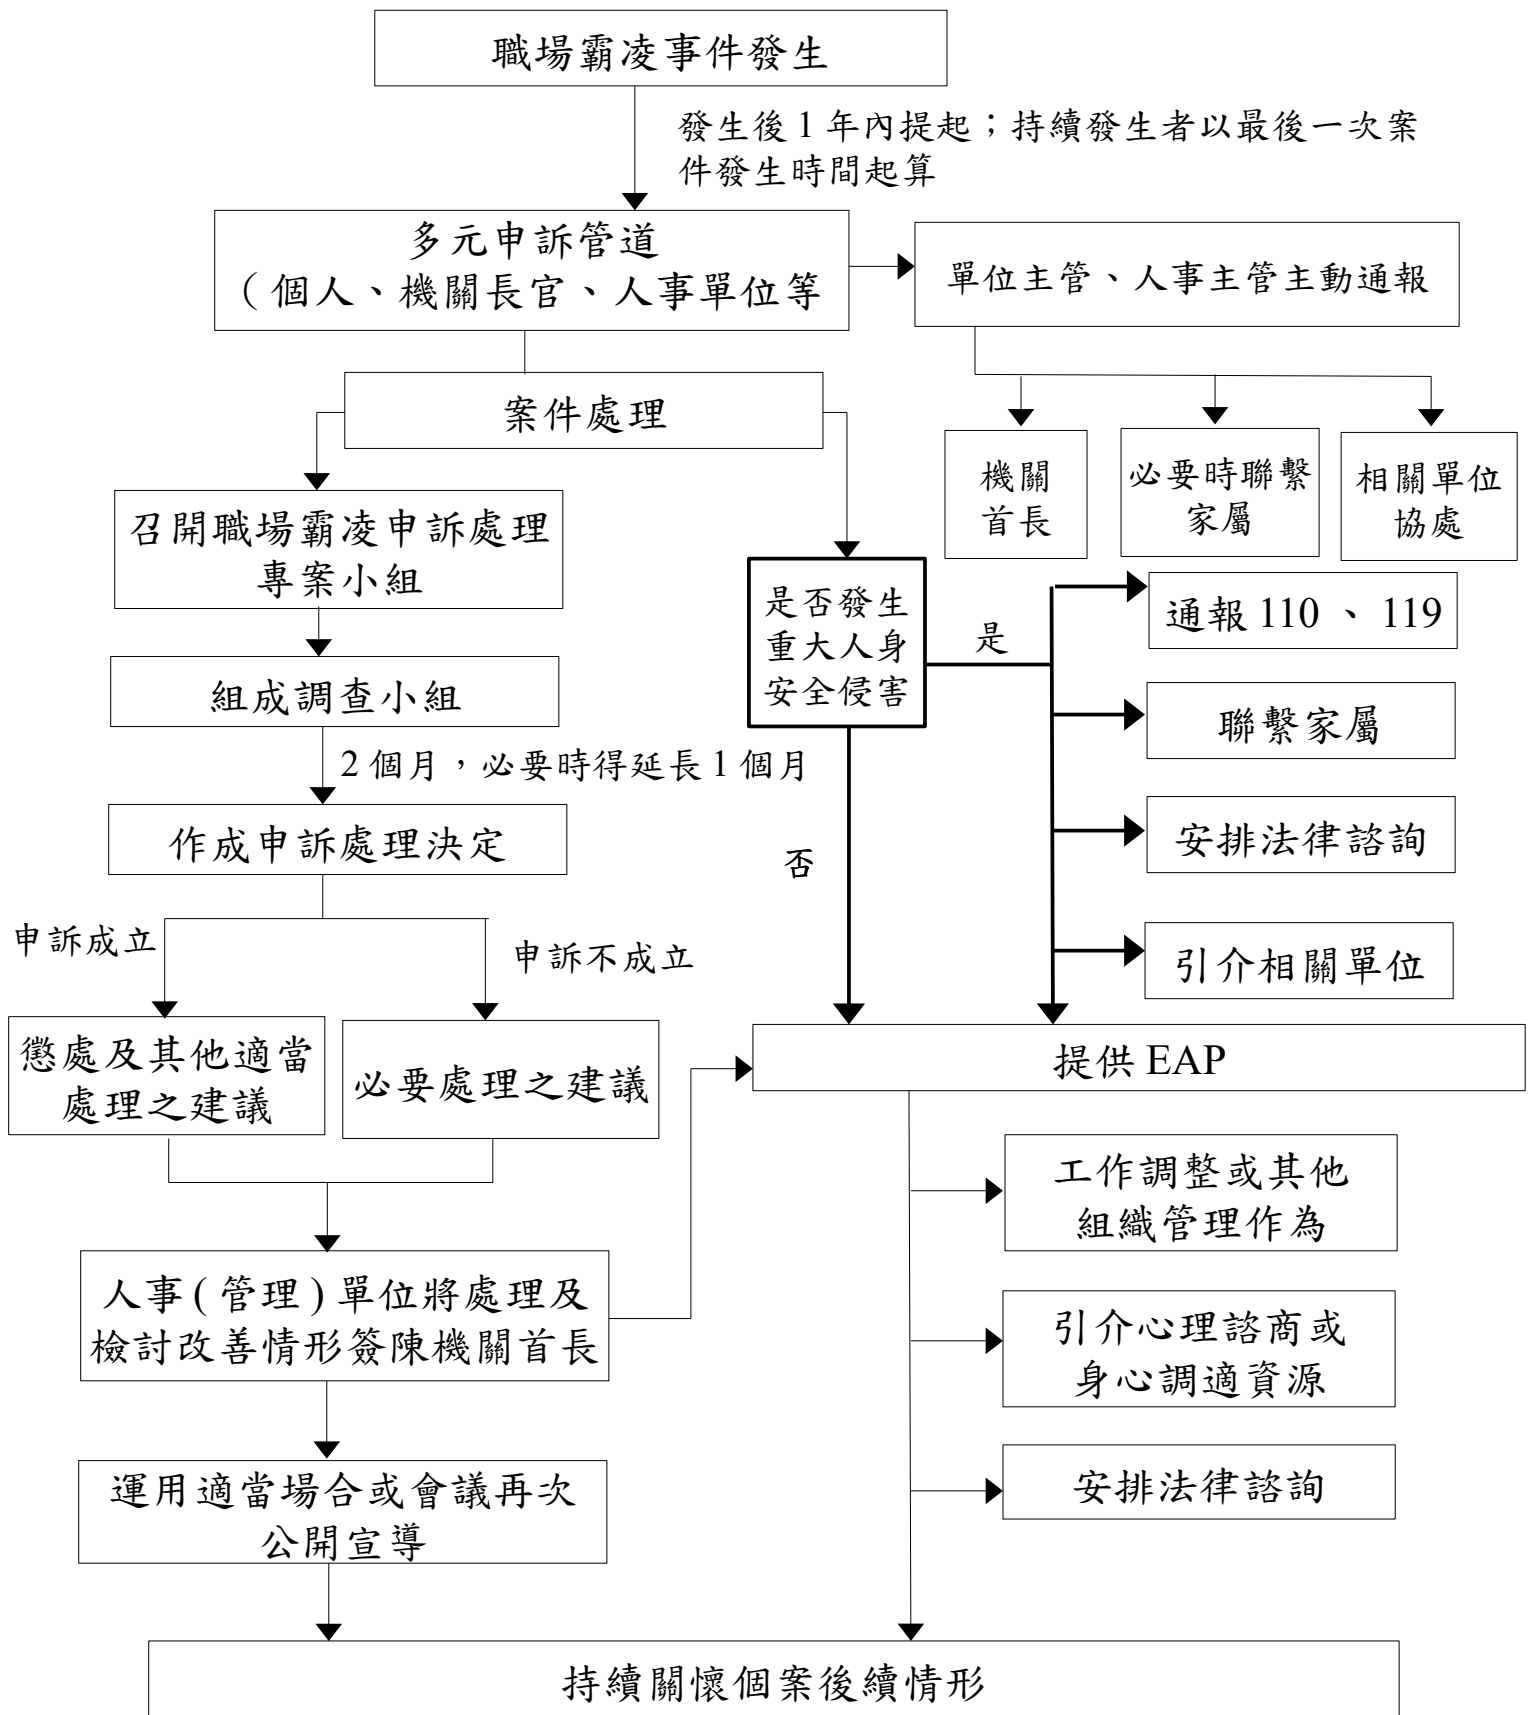 職場霸凌事件發生
發生後 1 年內提起；持續發生者以最後一次案
件發生時間起算
多元申訴管道
（個人、機關長官、人事單位等
單位主管、人事主管主動通報
案件處理
機關
首長
必要時聯繫
家屬
相關單位
協處
召開職場霸凌申訴處理
專案小組
是否發生
重大人身
安全侵害
是
通報 110 、 119
組成調查小組
聯繫家屬
2 個月，必要時得延長 1 個月
作成申訴處理決定
安排法律諮詢
否
申訴成立
申訴不成立
引介相關單位
懲處及其他適當
處理之建議
必要處理之建議
提供 EAP
工作調整或其他
組織管理作為
人事 ( 管理 ) 單位將處理及
檢討改善情形簽陳機關首長
引介心理諮商或
身心調適資源
運用適當場合或會議再次
公開宣導
安排法律諮詢
持續關懷個案後續情形